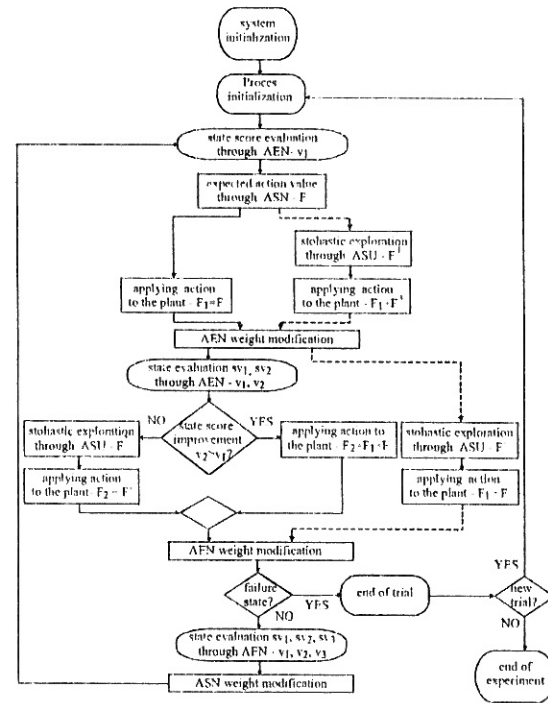 system
initialization
Proces
initialization
state score evaluation
through AEN - v1
expected action value
through ASN - F
stohastic exploration
through ASU - F'
applying action
to the plant - F1=F
applying action
to the plant - F1
AEN weight modification
state evaluation sv1, sv2
through AEN - v1, v2
NO
state score
improvement
v2>v1?
YES
stohastic exploration
through ASU - F
applying action to
the plant - F2=F1=F
stohastic exploration
through ASU - F
applying action
to the plant - F2 = F'
applying action
to the plant - F1 = F
AEN weight modification
failure
state?
YES
end of trial
YES
new
trial?
NO
NO
state evaluation sv1, sv2, sv3
through AEN - v1, v2, v3
end of
experiment
ASN weight modification